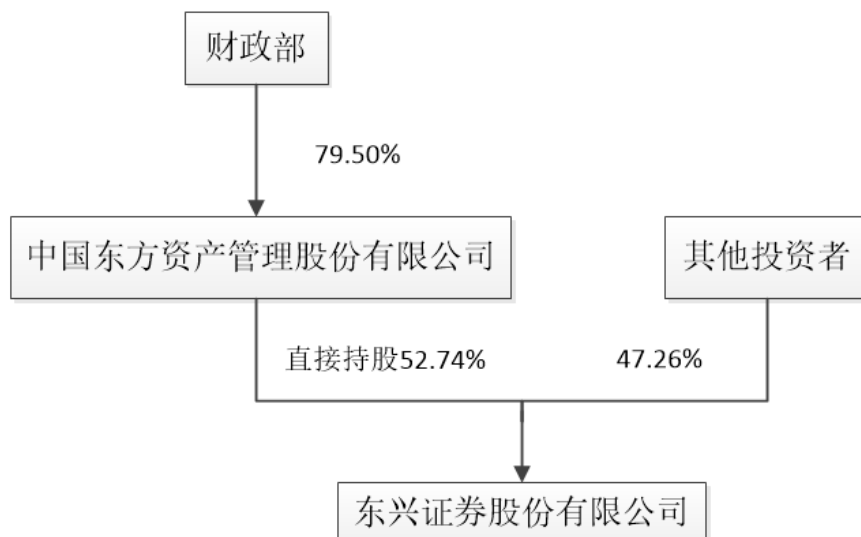 财政部
79.50%
中国东方资产管理股份有限公司
其他投资者
直接持股52.74%
47.26%
东兴证券股份有限公司